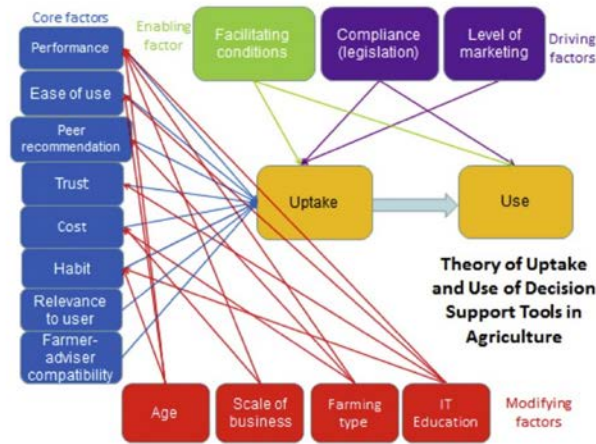 Core factors
Performance
Ease of use
Peer
recommendation
Trust
Cost
Habit
Relevance
to user
Farmer-
adviser
compatibility
Enabling
factor
Facilitating
conditions
Compliance
(legislation)
Level of
marketing
Driving
factors
Uptake
Use
Theory of Uptake
and Use of Decision
Support Tools in
Agriculture
Age
Scale of
business
Farming
type
IT
Education
Modifying
factors